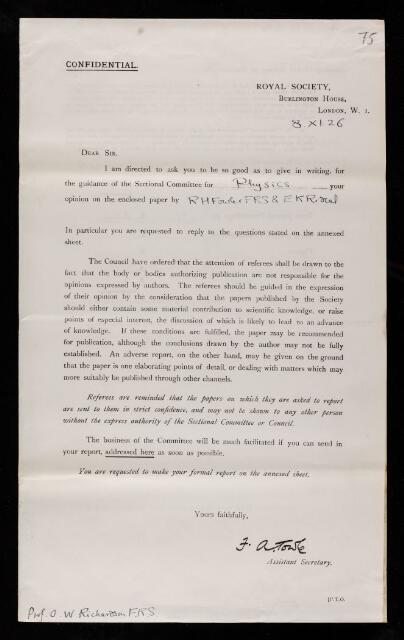 75
CONFIDENTIAL.
ROYAL SOCIETY,
BURLINGTON HOUSE,
LONDON, W. 1.
8 XI 26
DEAR SIR,
I am directed to ask you to be so good as to give in writing, for
the guidance of the Sectional Committee for Physics your
opinion on the enclosed paper by R H Fowler FRS & E K Rideal
In particular you are requested to reply to the questions stated on the annexed
sheet.
The Council have ordered that the attention of referees shall be drawn to the
fact that the body or bodies authorizing publication are not responsible for the
opinions expressed by authors. The referees should be guided in the expression
of their opinion by the consideration that the papers published by the Society
should either contain some material contribution to scientific knowledge, or raise
points of especial interest, the discussion of which is likely to lead to an advance
of knowledge. If these conditions are fulfilled, the paper may be recommended
for publication, although the conclusions drawn by the author may not be fully
established. An adverse report, on the other hand, may be given on the ground
that the paper is one elaborating points of detail, or dealing with matters which may
more suitably be published through other channels.
Referees are reminded that the papers on which they are asked to report
are sent to them in strict confidence, and may not be shown to any other person
without the express authority of the Sectional Committee or Council.
The business of the Committee will be much facilitated if you can send in
your report, addressed here as soon as possible.
You are requested to make your formal report on the annexed sheet.
Yours faithfully,
F. A. Towle
Assistant Secretary.
[P.T.O.
Prof. O. W Richardson F.R.S.